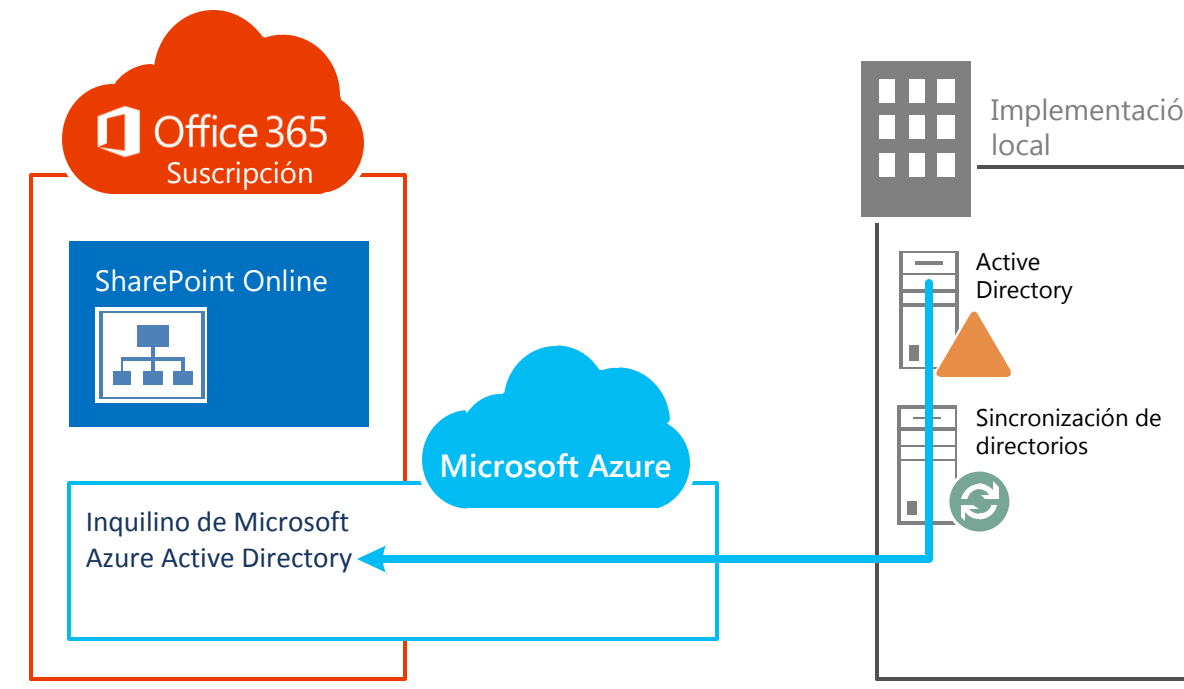 Office 365
Suscripción
SharePoint Online
Microsoft Azure
Inquilino de Microsoft
Azure Active Directory
Implementació
local
Active
Directory
Sincronización de
directorios